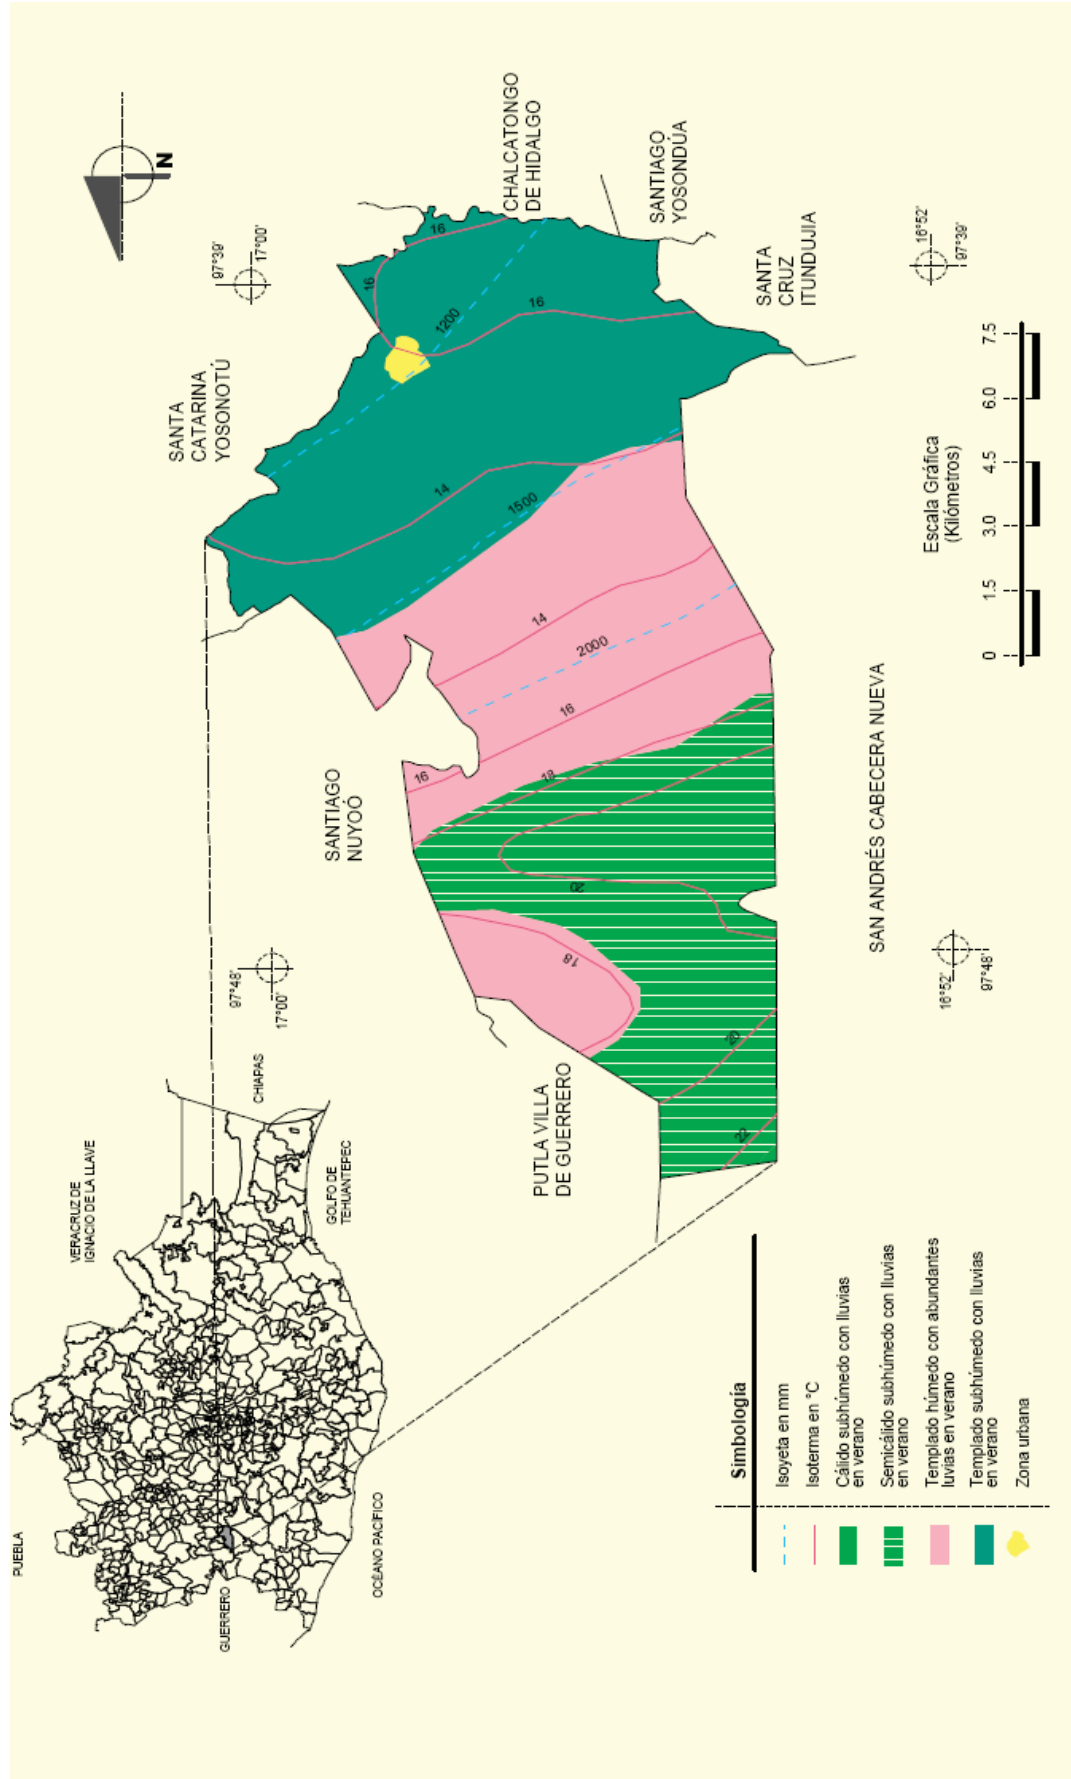 PUEBLA
VERACRUZ DE
IGNACIO DE LA LLAVE
CHIAPAS
GOLFO DE
TEHUANTEPEC
GUERRERO
OCÉANO PACÍFICO
N
97°48'
17°00'
97°39'
17°00'
16°52'
97°48'
16°52'
97°39'
SANTA
CATARINA
YOSONOTÚ
CHALCATONGO
DE HIDALGO
SANTIAGO
YOSONDÚA
SANTA
CRUZ
ITUNDUJIA
SANTIAGO
NUYOÓ
PUTLA VILLA
DE GUERRERO
SAN ANDRÉS CABECERA NUEVA
16
16
1200
16
14
1500
14
2000
16
16
18
20
18
20
22
Simbología
Isoyeta en mm
Isoterma en °C
Cálido subhúmedo con lluvias
en verano
Semicálido subhúmedo con lluvias
en verano
Templado húmedo con abundantes
luvias en verano
Templado subhúmedo con lluvias
en verano
Zona urbana
Escala Gráfica
(Kilómetros)
0 1.5 3.0 4.5 6.0 7.5